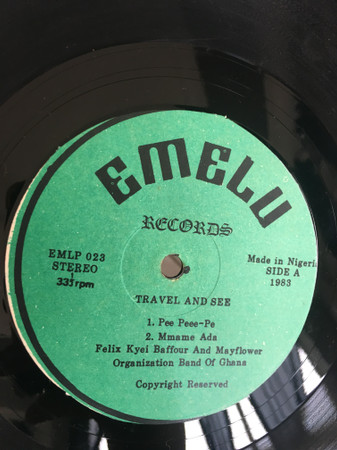 EMELU
RECORDS
EMLP 023
STEREO
33⅓ rpm
Made in Nigeria
SIDE A
1983
TRAVEL AND SEE
1. Pee Peee-Pe
2. Mmame Ada
Felix Kyei Baffour And Mayflower
Organization Band Of Ghana
Copyright Reserved